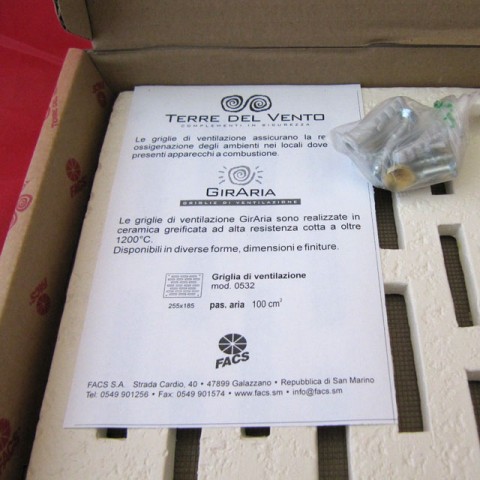 TERRE DEL VENTO
COMPLEMENTI IN SICUREZZA
Le griglie di ventilazione assicurano la re
ossigenazione degli ambienti nei locali dove
presenti apparecchi a combustione.
GIRARIA
GRIGLIE DI VENTILAZIONE
Le griglie di ventilazione GirAria sono realizzate in
ceramica greificata ad alta resistenza cotta a oltre
1200°C.
Disponibili in diverse forme, dimensioni e finiture.
Griglia di ventilazione
mod. 0532
255x185
pas. aria 100 cm²
FACS
FACS S.A. Strada Cardio, 40 • 47899 Galazzano • Repubblica di San Marino
Tel: 0549 901256 • Fax: 0549 901574 • www.facs.sm • info@facs.sm
FACS
FACS